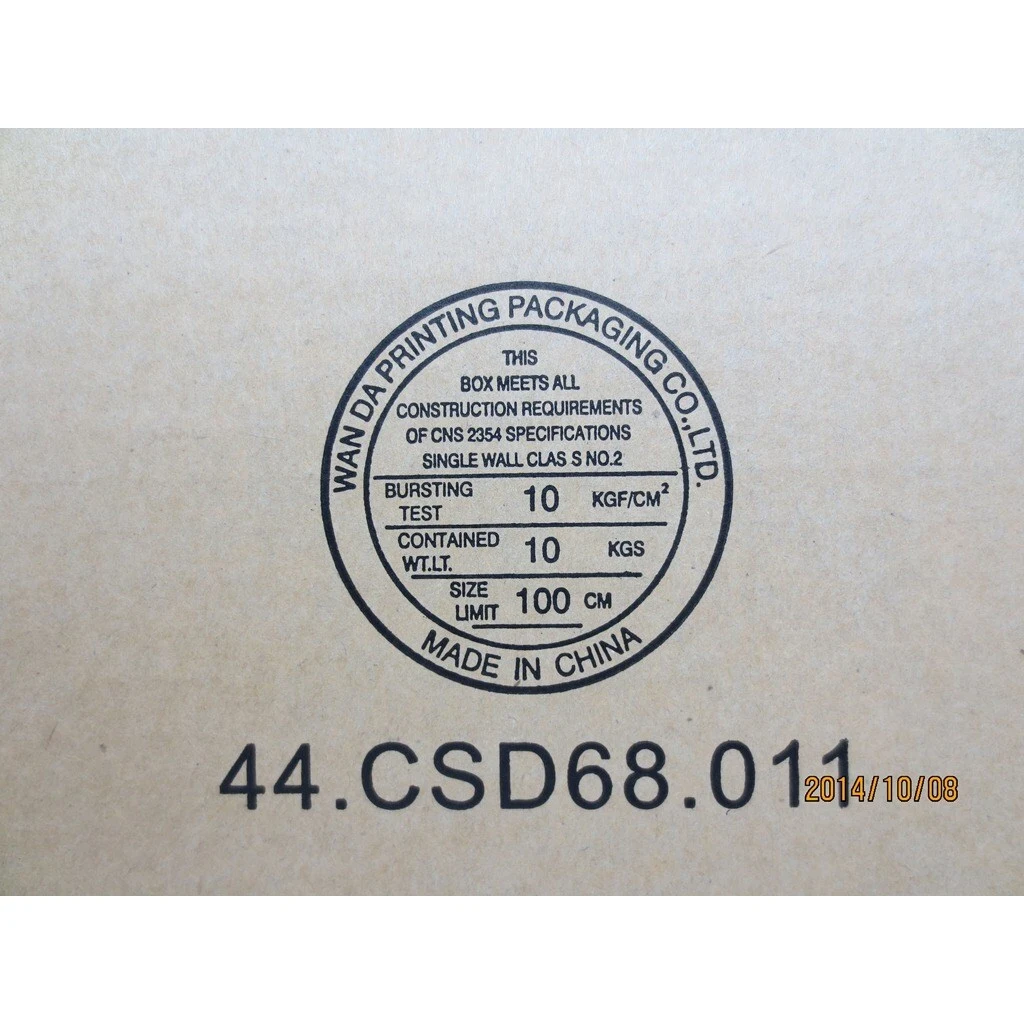 WAN DA PRINTING PACKAGING CO.,LTD.
THIS
BOX MEETS ALL
CONSTRUCTION REQUIREMENTS
OF CNS 2354 SPECIFICATIONS
SINGLE WALL CLAS S NO.2
BURSTING TEST 10 KGF/CM²
CONTAINED WT.LT. 10 KGS
SIZE LIMIT 100 CM
MADE IN CHINA
44.CSD68.011
2014/10/08